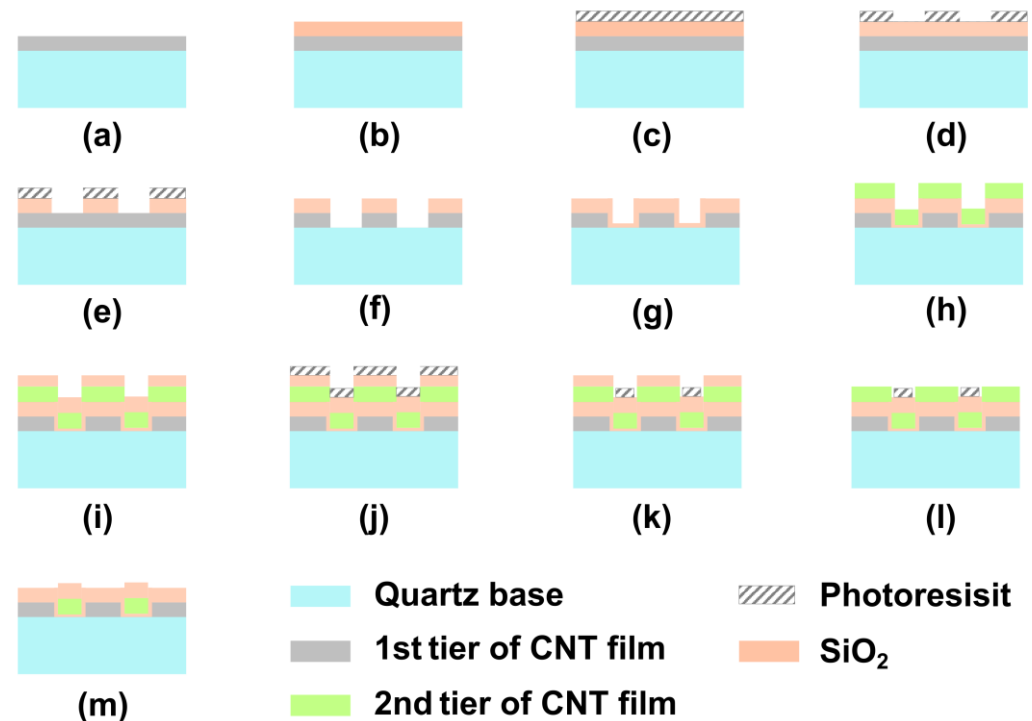 (a)
(b)
(c)
(d)
(e)
(f)
(g)
(h)
(i)
(j)
(k)
(l)
(m)
Quartz base
Photoresisit
1st tier of CNT film
SiO₂
2nd tier of CNT film